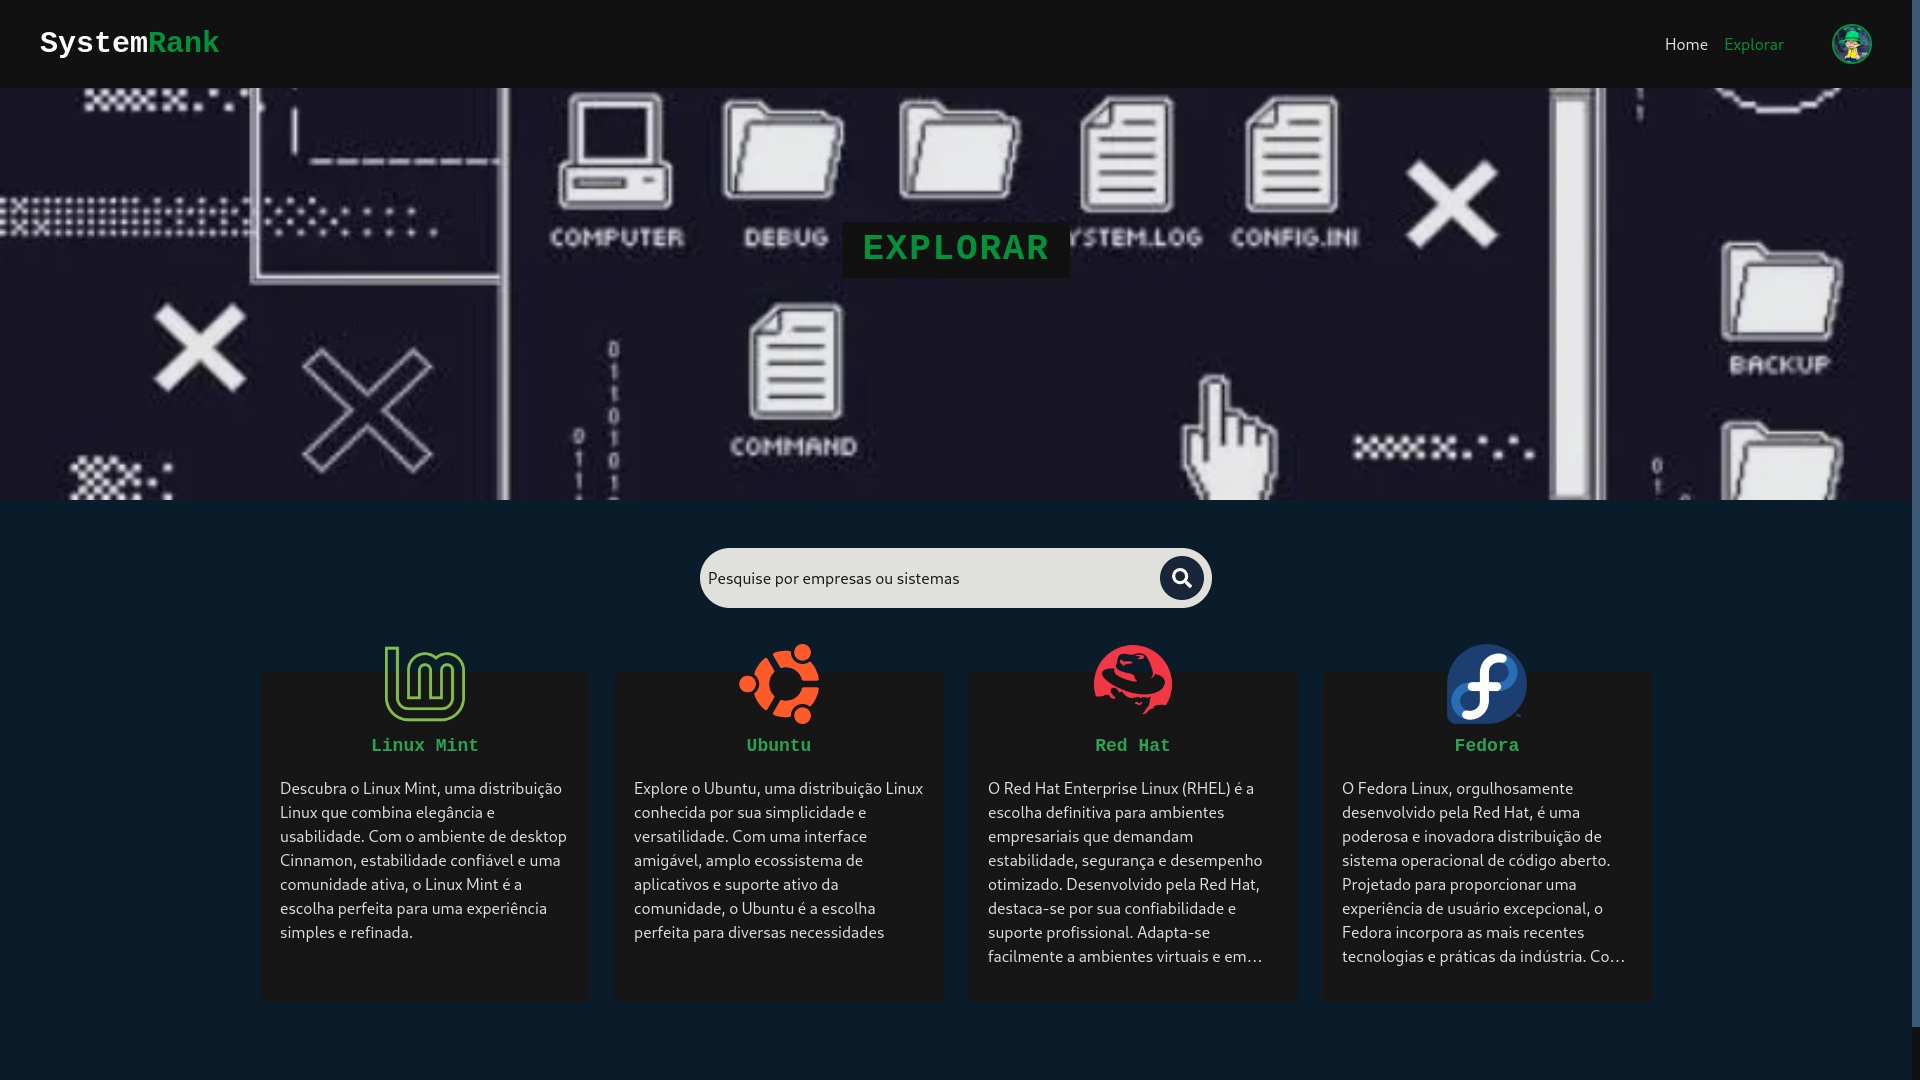 SystemRank
Home
Explorar
COMPUTER
DEBUG
YSTEM.LOG
CONFIG.INI
EXPLORAR
BACKUP
COMMAND
Pesquise por empresas ou sistemas
Linux Mint
Descubra o Linux Mint, uma distribuição
Linux que combina elegância e
usabilidade. Com o ambiente de desktop
Cinnamon, estabilidade confiável e uma
comunidade ativa, o Linux Mint é a
escolha perfeita para uma experiência
simples e refinada.
Ubuntu
Explore o Ubuntu, uma distribuição Linux
conhecida por sua simplicidade e
versatilidade. Com uma interface
amigável, amplo ecossistema de
aplicativos e suporte ativo da
comunidade, o Ubuntu é a escolha
perfeita para diversas necessidades
Red Hat
O Red Hat Enterprise Linux (RHEL) é a
escolha definitiva para ambientes
empresariais que demandam
estabilidade, segurança e desempenho
otimizado. Desenvolvido pela Red Hat,
destaca-se por sua confiabilidade e
suporte profissional. Adapta-se
facilmente a ambientes virtuais e em…
Fedora
O Fedora Linux, orgulhosamente
desenvolvido pela Red Hat, é uma
poderosa e inovadora distribuição de
sistema operacional de código aberto.
Projetado para proporcionar uma
experiência de usuário excepcional, o
Fedora incorpora as mais recentes
tecnologias e práticas da indústria. Co…